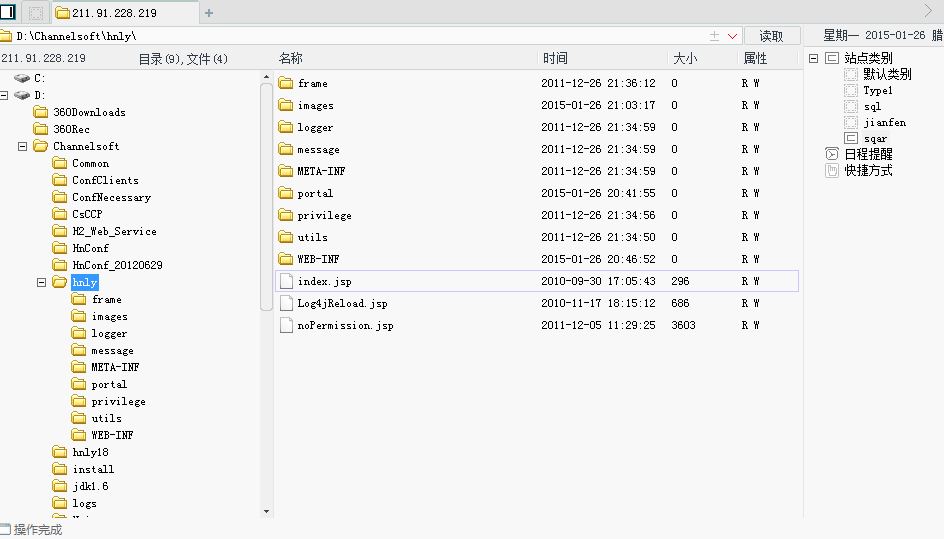 211.91.228.219
D:\Channelsoft\hnly\
读取
星期一 2015-01-26 腊
211.91.228.219 目录(9),文件(4)
C:
D:
360Downloads
360Rec
Channelsoft
Common
ConfClients
ConfNecessary
CsCCP
H2_Web_Service
HnConf
HnConf_20120629
hnly
frame
images
logger
message
META-INF
portal
privilege
utils
WEB-INF
hnly18
install
jdk1.6
logs
名称 时间 大小 属性
frame 2011-12-26 21:36:12 0 R W
images 2015-01-26 21:03:17 0 R W
logger 2011-12-26 21:34:59 0 R W
message 2011-12-26 21:34:59 0 R W
META-INF 2011-12-26 21:34:59 0 R W
portal 2015-01-26 20:41:55 0 R W
privilege 2011-12-26 21:34:56 0 R W
utils 2011-12-26 21:34:50 0 R W
WEB-INF 2015-01-26 20:46:52 0 R W
index.jsp 2010-09-30 17:05:43 296 R W
Log4jReload.jsp 2010-11-17 18:15:12 686 R W
noPermission.jsp 2011-12-05 11:29:25 3603 R W
站点类别
默认类别
Type1
sql
jianfen
sqar
日程提醒
快捷方式
操作完成